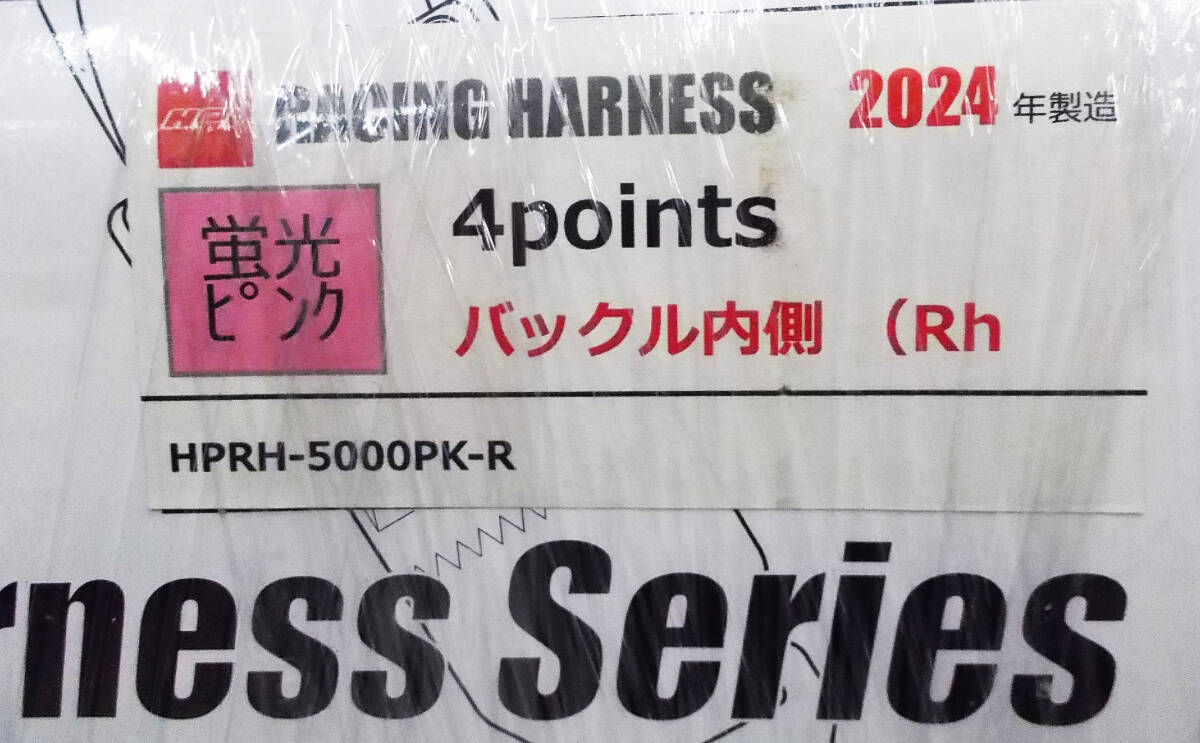 RACING HARNESS 2024 年製造
蛍光
ピンク
4points
バックル内側 （Rh
HPRH-5000PK-R
rness Series